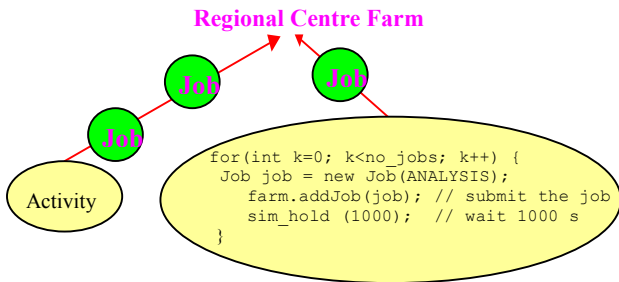 Regional Centre Farm
Job
Job
Job
Activity
for(int k=0; k<no_jobs; k++) {
Job job = new Job(ANALYSIS);
farm.addJob(job); // submit the job
sim_hold (1000); // wait 1000 s
}